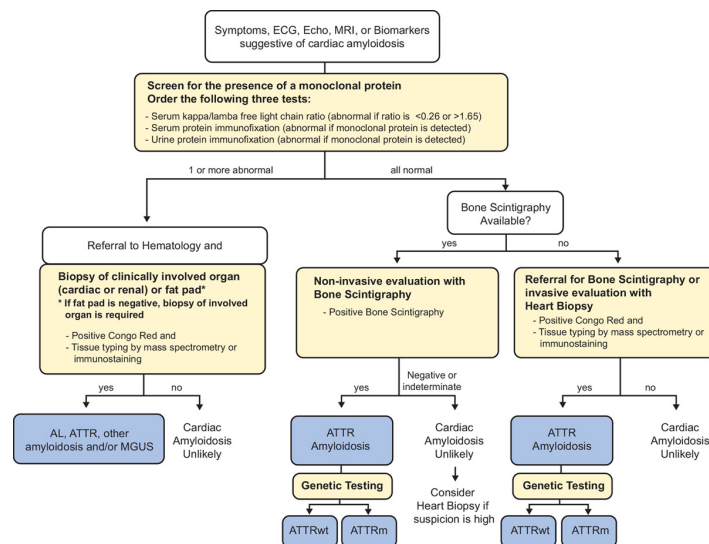 Symptoms, ECG, Echo, MRI, or Biomarkers
suggestive of cardiac amyloidosis
Screen for the presence of a monoclonal protein
Order the following three tests:
- Serum kappa/lamba free light chain ratio (abnormal if ratio is <0.26 or >1.65)
- Serum protein immunofixation (abnormal if monoclonal protein is detected)
- Urine protein immunofixation (abnormal if monoclonal protein is detected)
1 or more abnormal
all normal
Bone Scintigraphy
Available?
Referral to Hematology and
yes
no
Biopsy of clinically involved organ
(cardiac or renal) or fat pad*
* If fat pad is negative, biopsy of involved
organ is required
- Positive Congo Red and
- Tissue typing by mass spectrometry or
immunostaining
Non-invasive evaluation with
Bone Scintigraphy
- Positive Bone Scintigraphy
Referral for Bone Scintigraphy or
invasive evaluation with
Heart Biopsy
- Positive Congo Red and
- Tissue typing by mass spectrometry or
immunostaining
yes
no
yes
Negative or
indeterminate
yes
no
AL, ATTR, other
amyloidosis and/or MGUS
Cardiac
Amyloidosis
Unlikely
ATTR
Amyloidosis
Cardiac
Amyloidosis
Unlikely
ATTR
Amyloidosis
Cardiac
Amyloidosis
Unlikely
Genetic Testing
Consider
Heart Biopsy if
suspicion is high
Genetic Testing
ATTRwt
ATTRm
ATTRwt
ATTRm